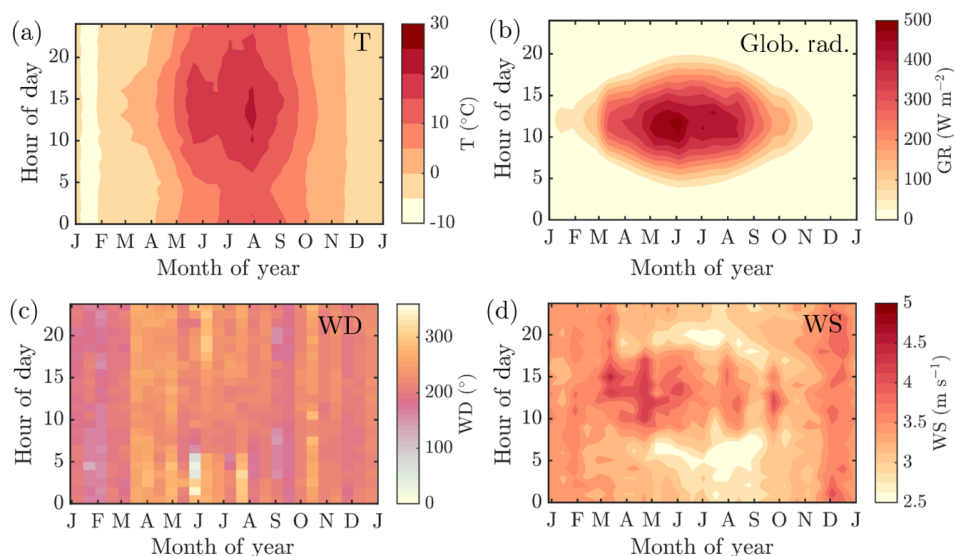 (a)
T
Hour of day
20
15
10
5
0
J F M A M J J A S O N D J
Month of year
30
20
10
0
-10
T (°C)
(b)
Glob. rad.
Hour of day
20
15
10
5
0
J F M A M J J A S O N D J
Month of year
500
400
300
200
100
0
GR (W m⁻²)
(c)
WD
Hour of day
20
15
10
5
0
J F M A M J J A S O N D J
Month of year
300
200
100
0
WD (°)
(d)
WS
Hour of day
20
15
10
5
0
J F M A M J J A S O N D J
Month of year
5
4.5
4
3.5
3
2.5
WS (m s⁻¹)